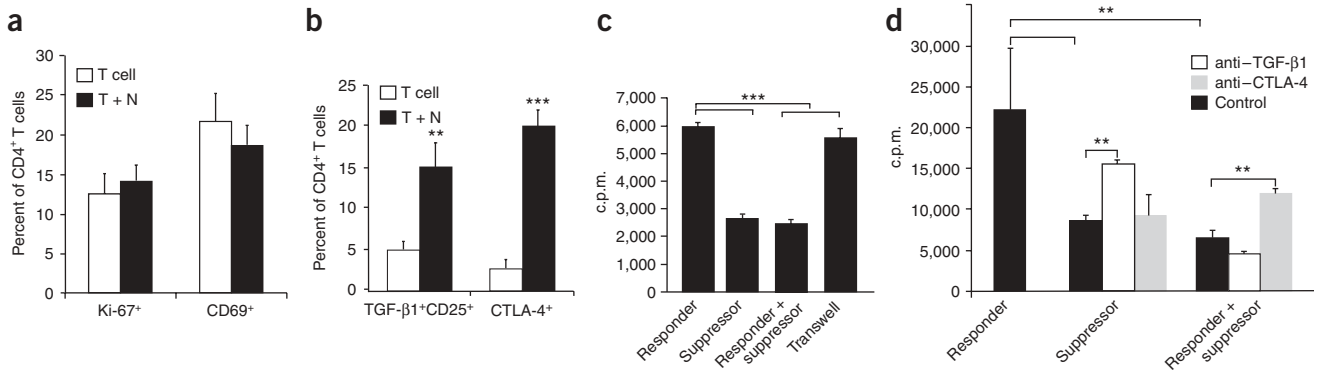 a
30
25
20
15
10
5
0
Percent of CD4⁺ T cells
T cell
T + N
Ki-67⁺
CD69⁺
b
25
20
15
10
5
0
Percent of CD4⁺ T cells
T cell
T + N
**
***
TGF-β1⁺CD25⁺
CTLA-4⁺
c
7,000
6,000
5,000
4,000
3,000
2,000
1,000
0
c.p.m.
***
Responder
Suppressor
Responder +
suppressor
Transwell
d
30,000
25,000
20,000
15,000
10,000
5,000
0
c.p.m.
**
anti–TGF-β1
anti–CTLA-4
Control
**
**
Responder
Suppressor
Responder +
suppressor